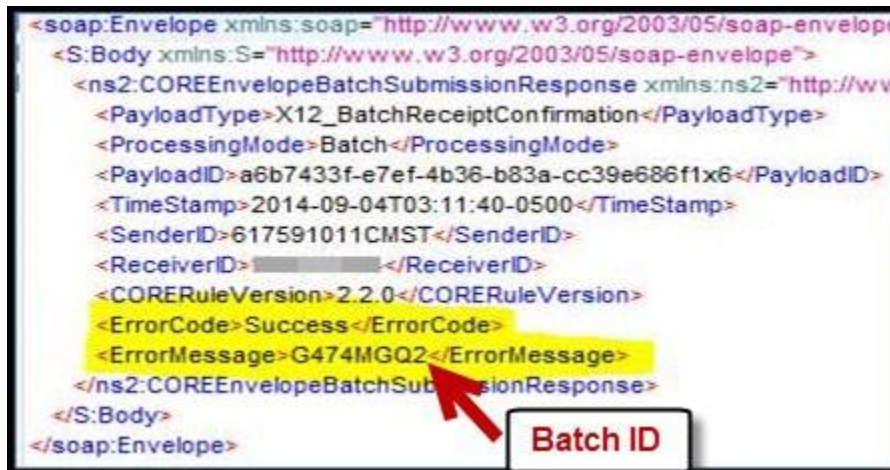 <soap:Envelope xmlns:soap="http://www.w3.org/2003/05/soap-envelope
<S:Body xmlns:S="http://www.w3.org/2003/05/soap-envelope">
<ns2:COREEnvelopeBatchSubmissionResponse xmlns:ns2="http://wv
<PayloadType>X12_BatchReceiptConfirmation</PayloadType>
<ProcessingMode>Batch</ProcessingMode>
<PayloadID>a6b7433f-e7ef-4b36-b83a-cc39e686f1x6</PayloadID>
<TimeStamp>2014-09-04T03:11:40-0500</TimeStamp>
<SenderID>617591011CMST</SenderID>
<ReceiverID></ReceiverID>
<CORERuleVersion>2.2.0</CORERuleVersion>
<ErrorCode>Success</ErrorCode>
<ErrorMessage>G474MGQ2</ErrorMessage>
</ns2:COREEnvelopeBatchSub sionResponse>
</S:Body>
</soap:Envelope>
Batch ID